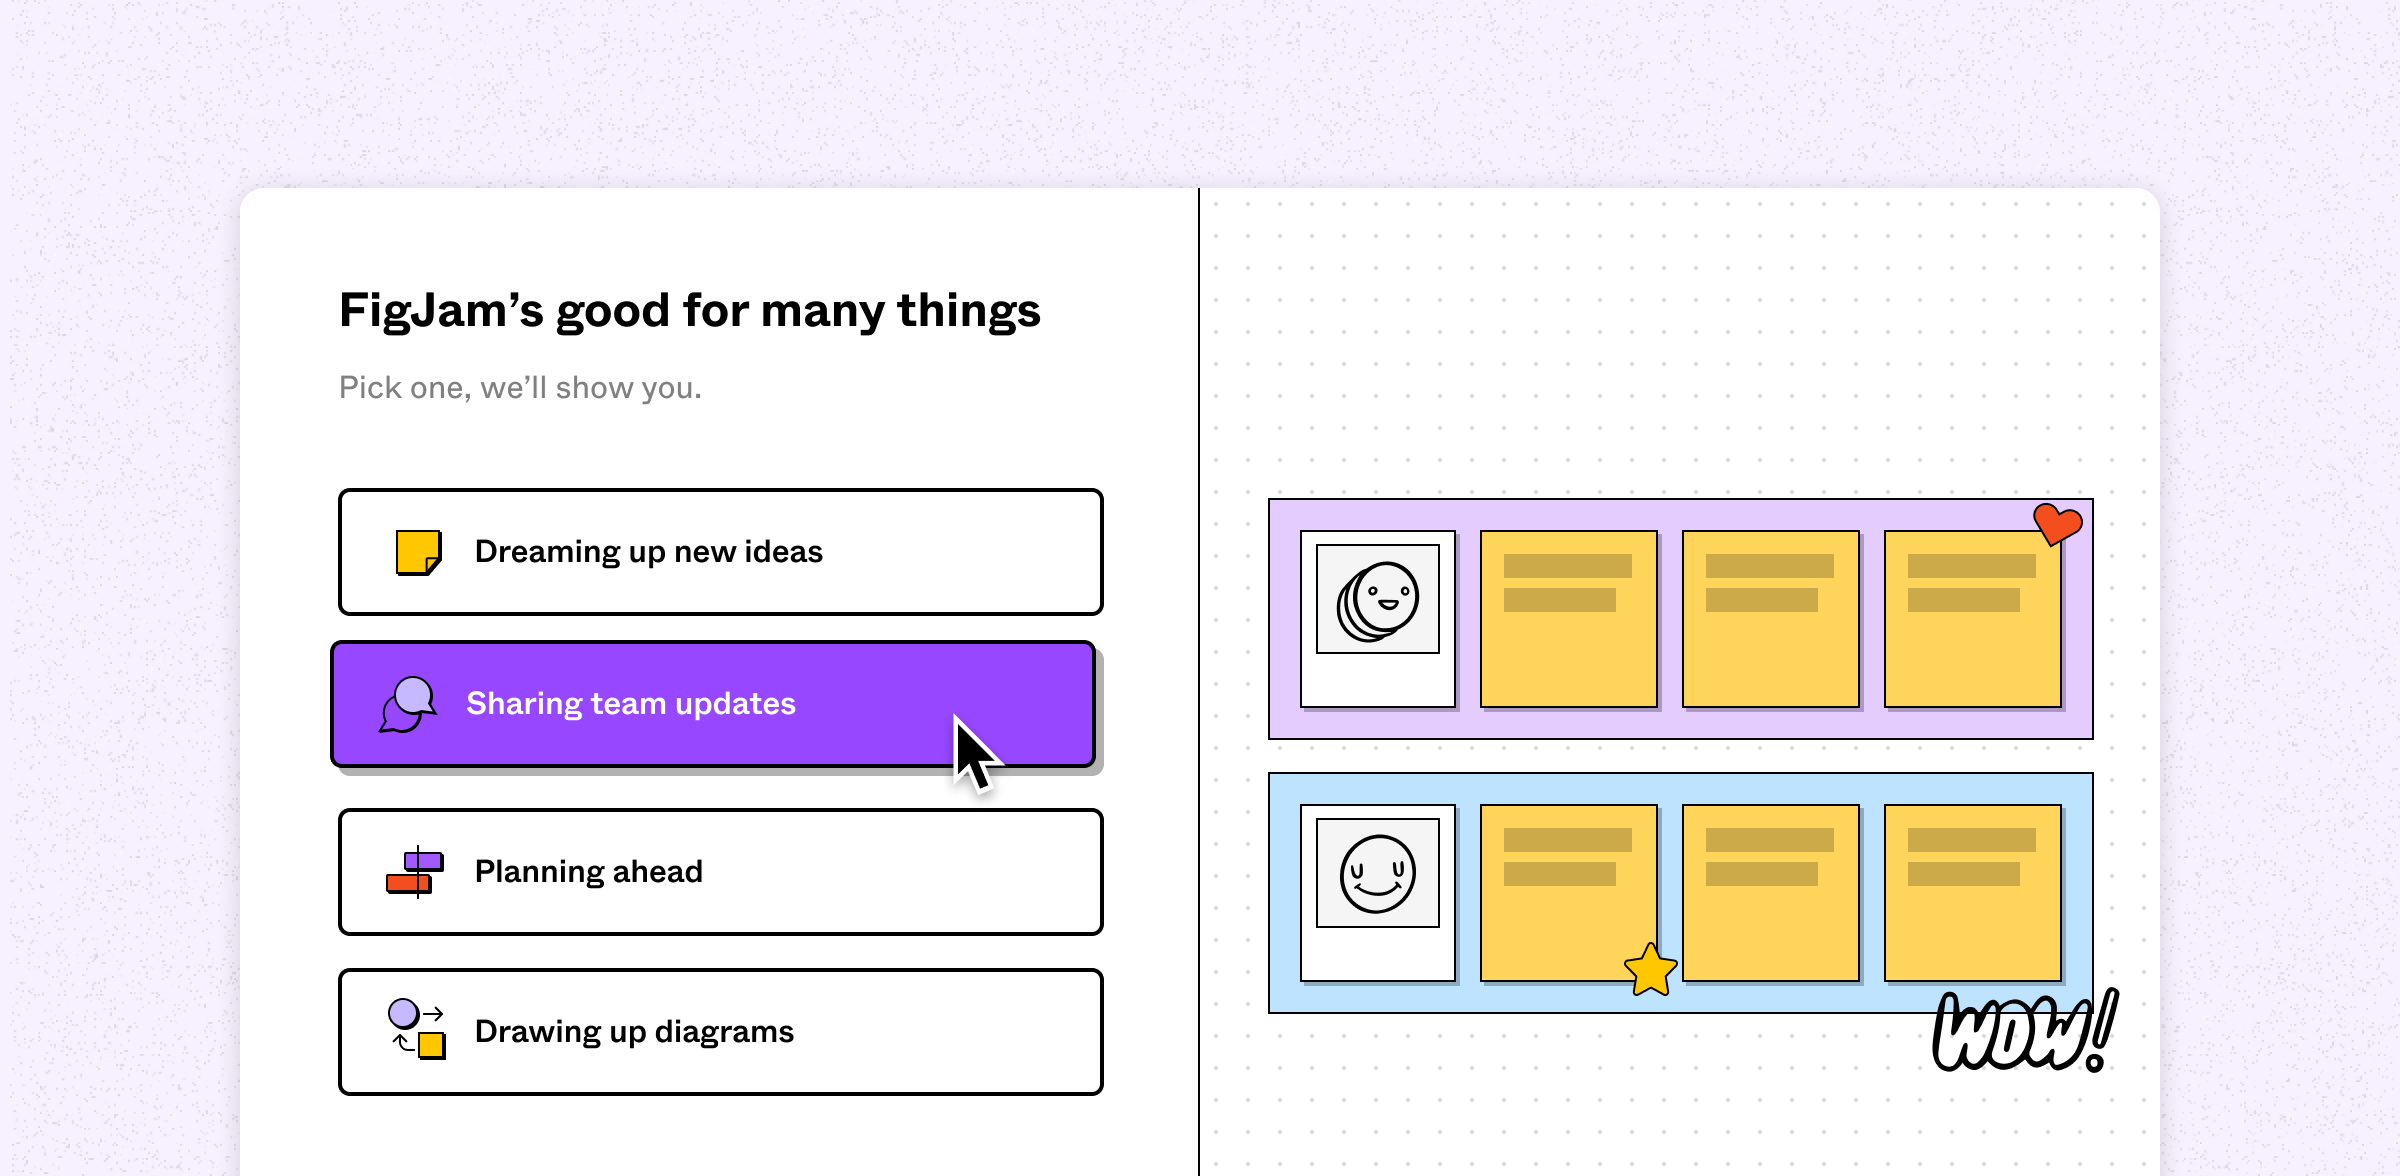 FigJam’s good for many things
Pick one, we’ll show you.
Dreaming up new ideas
Sharing team updates
Planning ahead
Drawing up diagrams
WOW!